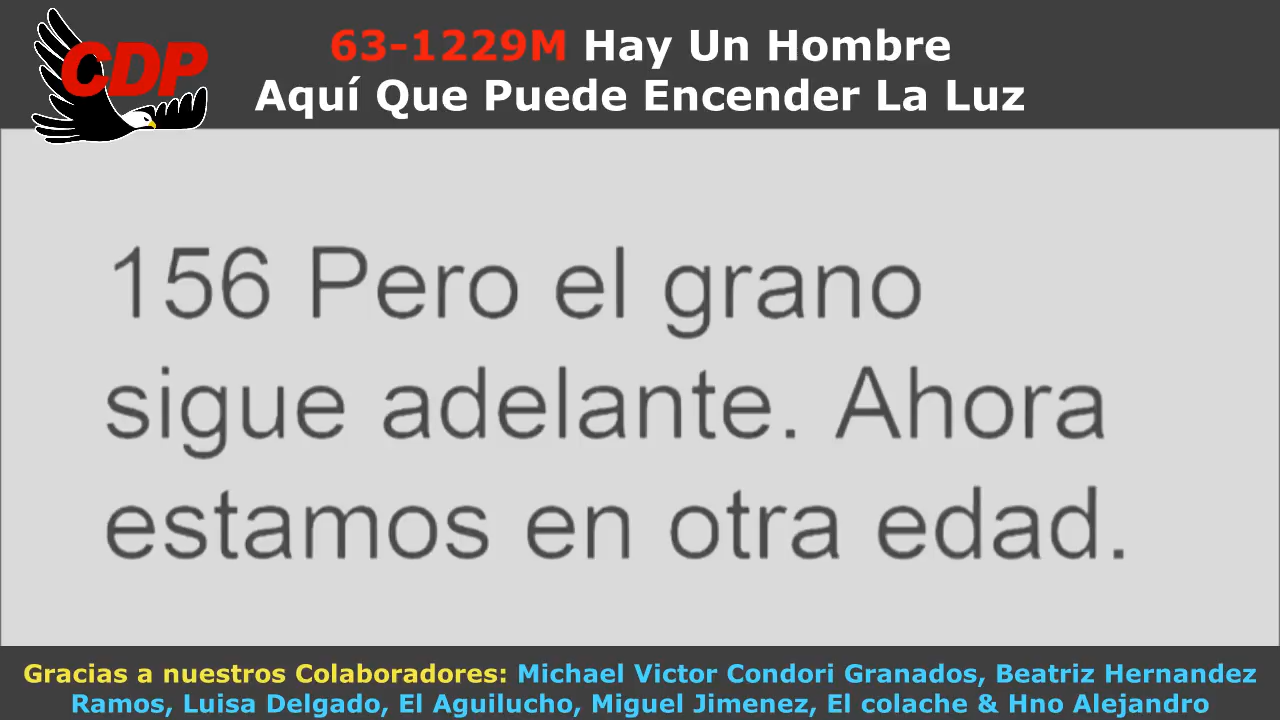 CDP
63-1229M Hay Un Hombre
Aquí Que Puede Encender La Luz
156 Pero el grano
sigue adelante. Ahora
estamos en otra edad.
Gracias a nuestros Colaboradores: Michael Victor Condori Granados, Beatriz Hernandez
Ramos, Luisa Delgado, El Aguilucho, Miguel Jimenez, El colache & Hno Alejandro